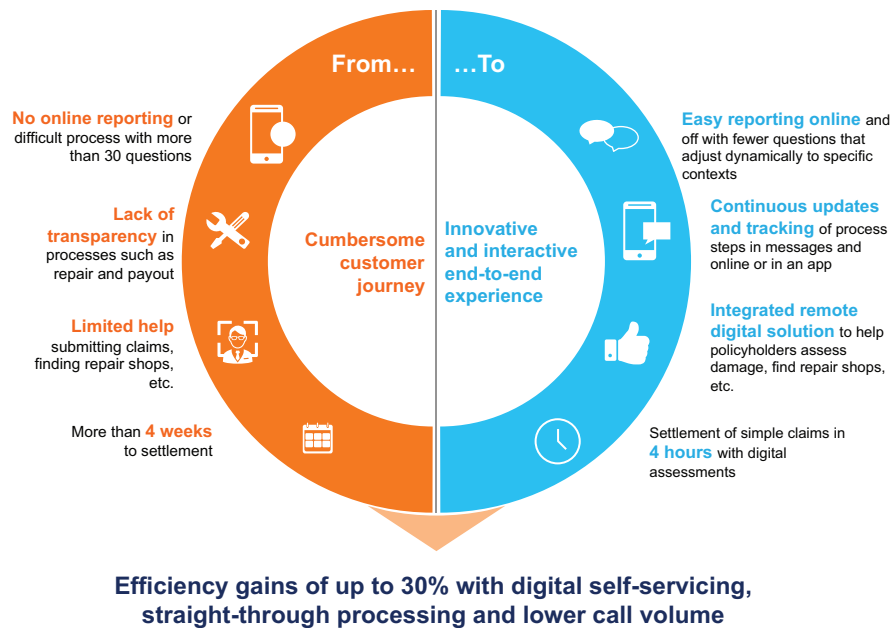 From...
...To
No online reporting or
difficult process with more
than 30 questions
Lack of
transparency in
processes such as
repair and payout
Limited help
submitting claims,
finding repair shops,
etc.
More than 4 weeks
to settlement
Cumbersome
customer
journey
Innovative
and interactive
end-to-end
experience
Easy reporting online and
off with fewer questions that
adjust dynamically to specific
contexts
Continuous updates
and tracking of process
steps in messages and
online or in an app
Integrated remote
digital solution to help
policyholders assess
damage, find repair shops,
etc.
Settlement of simple claims in
4 hours with digital
assessments
Efficiency gains of up to 30% with digital self-servicing,
straight-through processing and lower call volume